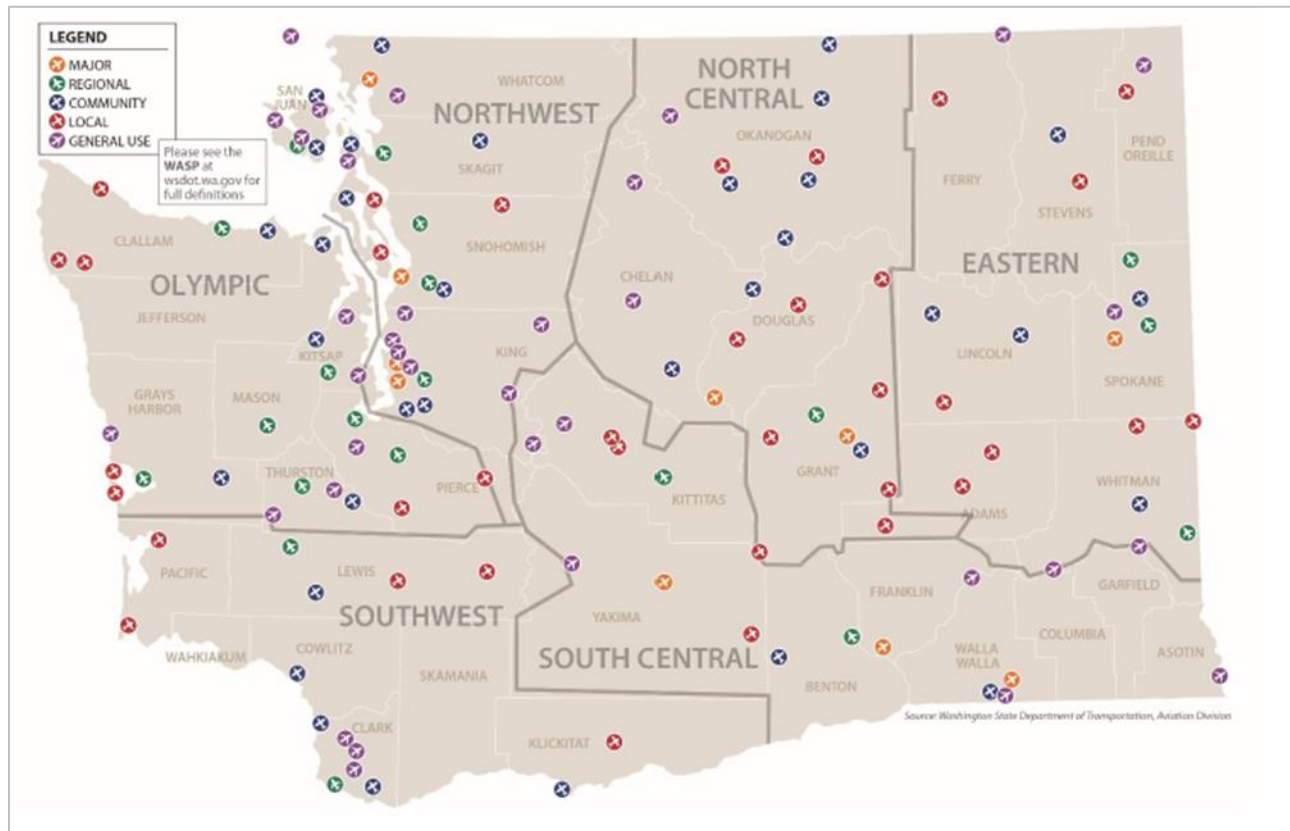 LEGEND
MAJOR
REGIONAL
COMMUNITY
LOCAL
GENERAL USE
Please see the
WASP at
wsdot.wa.gov for
full definitions
SAN
JUAN
WHATCOM
NORTHWEST
SKAGIT
SNOHOMISH
KING
NORTH
CENTRAL
OKANOGAN
CHELAN
DOUGLAS
GRANT
FERRY
STEVENS
PEND
OREILLE
EASTERN
LINCOLN
SPOKANE
ADAMS
WHITMAN
CLALLAM
OLYMPIC
JEFFERSON
KITSAP
GRAYS
HARBOR
MASON
THURSTON
PIERCE
KITTITAS
PACIFIC
LEWIS
SOUTHWEST
WAHKIAKUM
COWLITZ
SKAMANIA
CLARK
YAKIMA
SOUTH CENTRAL
KLICKITAT
BENTON
FRANKLIN
WALLA
WALLA
COLUMBIA
GARFIELD
ASOTIN
Source: Washington State Department of Transportation, Aviation Division